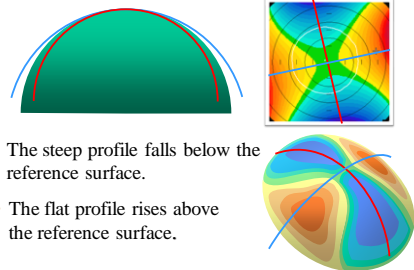 The steep profile falls below the
reference surface.
The flat profile rises above
the reference surface.